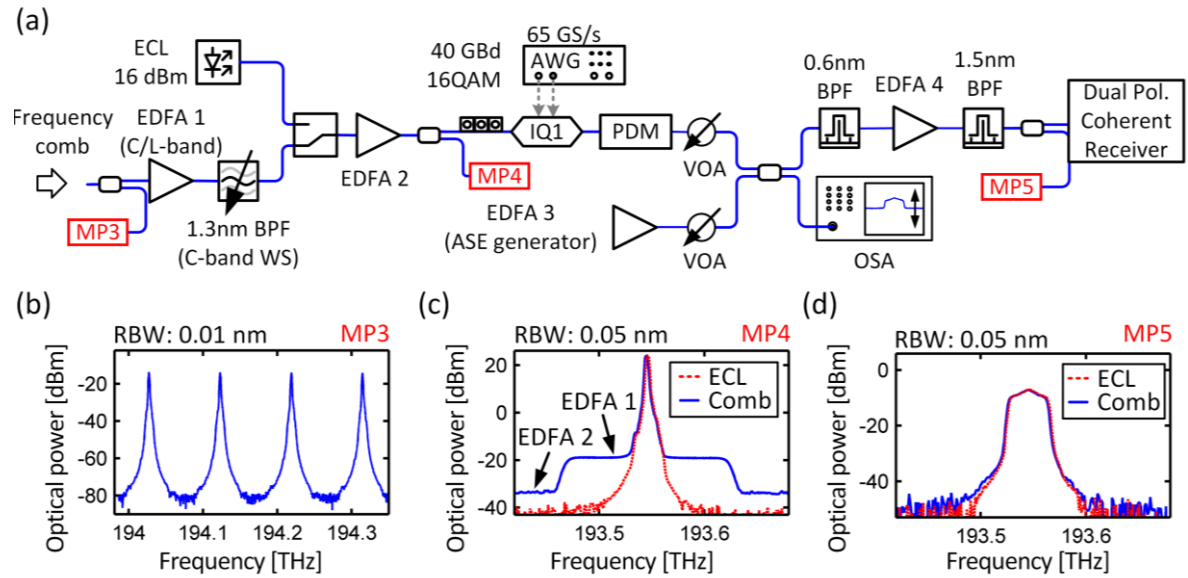 (a)
ECL
16 dBm
Frequency
comb
EDFA 1
(C/L-band)
MP3
1.3nm BPF
(C-band WS)
EDFA 2
MP4
40 GBd
16QAM
65 GS/s
AWG
IQ1
PDM
VOA
EDFA 3
(ASE generator)
VOA
0.6nm
BPF
EDFA 4
1.5nm
BPF
OSA
MP5
Dual Pol.
Coherent
Receiver
(b)
RBW: 0.01 nm
MP3
Optical power [dBm]
-20
-40
-60
-80
194
194.1
194.2
194.3
Frequency [THz]
(c)
RBW: 0.05 nm
MP4
Optical power [dBm]
20
0
-20
-40
ECL
Comb
EDFA 1
EDFA 2
193.5
193.6
Frequency [THz]
(d)
RBW: 0.05 nm
MP5
Optical power [dBm]
0
-20
-40
ECL
Comb
193.5
193.6
Frequency [THz]